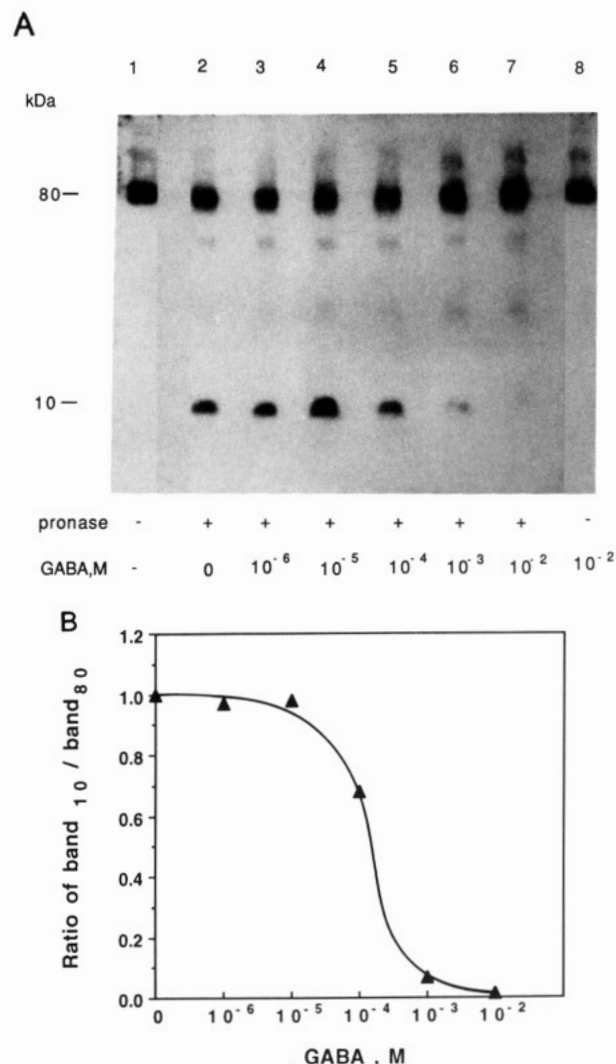 A
1 2 3 4 5 6 7 8
kDa
80
10
pronase - + + + + + + -
GABA,M - 0 10⁻⁶ 10⁻⁵ 10⁻⁴ 10⁻³ 10⁻² 10⁻²
B
Ratio of band 10 / band 80
1.2
1.0
0.8
0.6
0.4
0.2
0.0
0 10⁻⁶ 10⁻⁵ 10⁻⁴ 10⁻³ 10⁻²
GABA , M